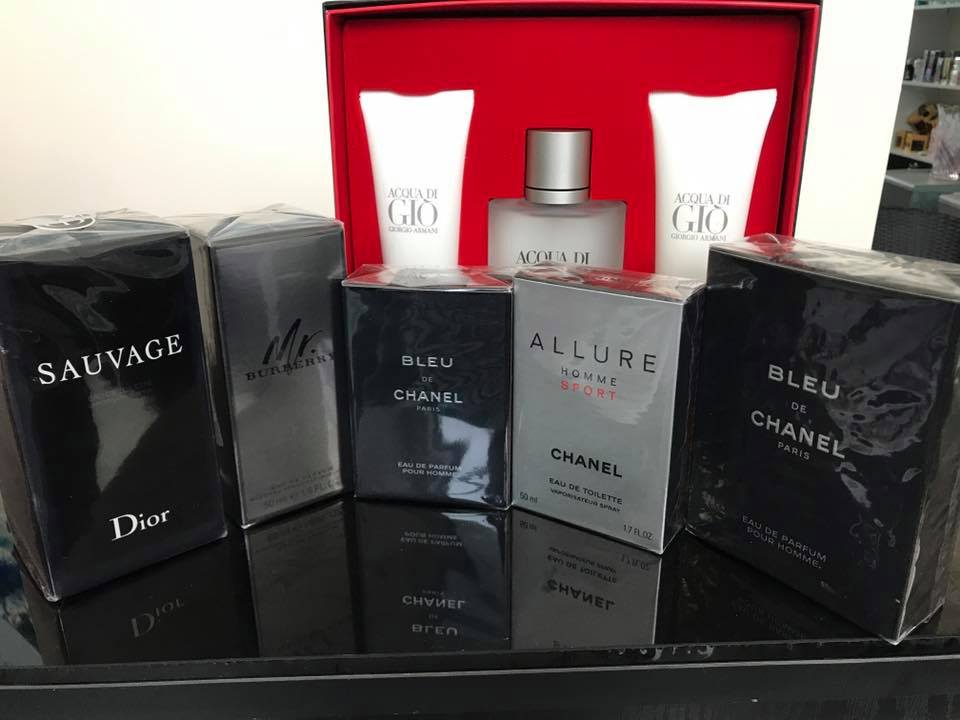 ACQUA DI
GIÒ
GIORGIO ARMANI
ACQUA DI
ACQUA DI
GIÒ
GIORGIO ARMANI
SAUVAGE
Dior
Mr.
BURBERRY
BLEU
DE
CHANEL
PARIS
EAU DE PARFUM
POUR HOMME
ALLURE
HOMME
SPORT
CHANEL
EAU DE TOILETTE
VAPORISATEUR SPRAY
50 ml
1.7 FL.OZ.
BLEU
DE
CHANEL
PARIS
EAU DE PARFUM
POUR HOMME